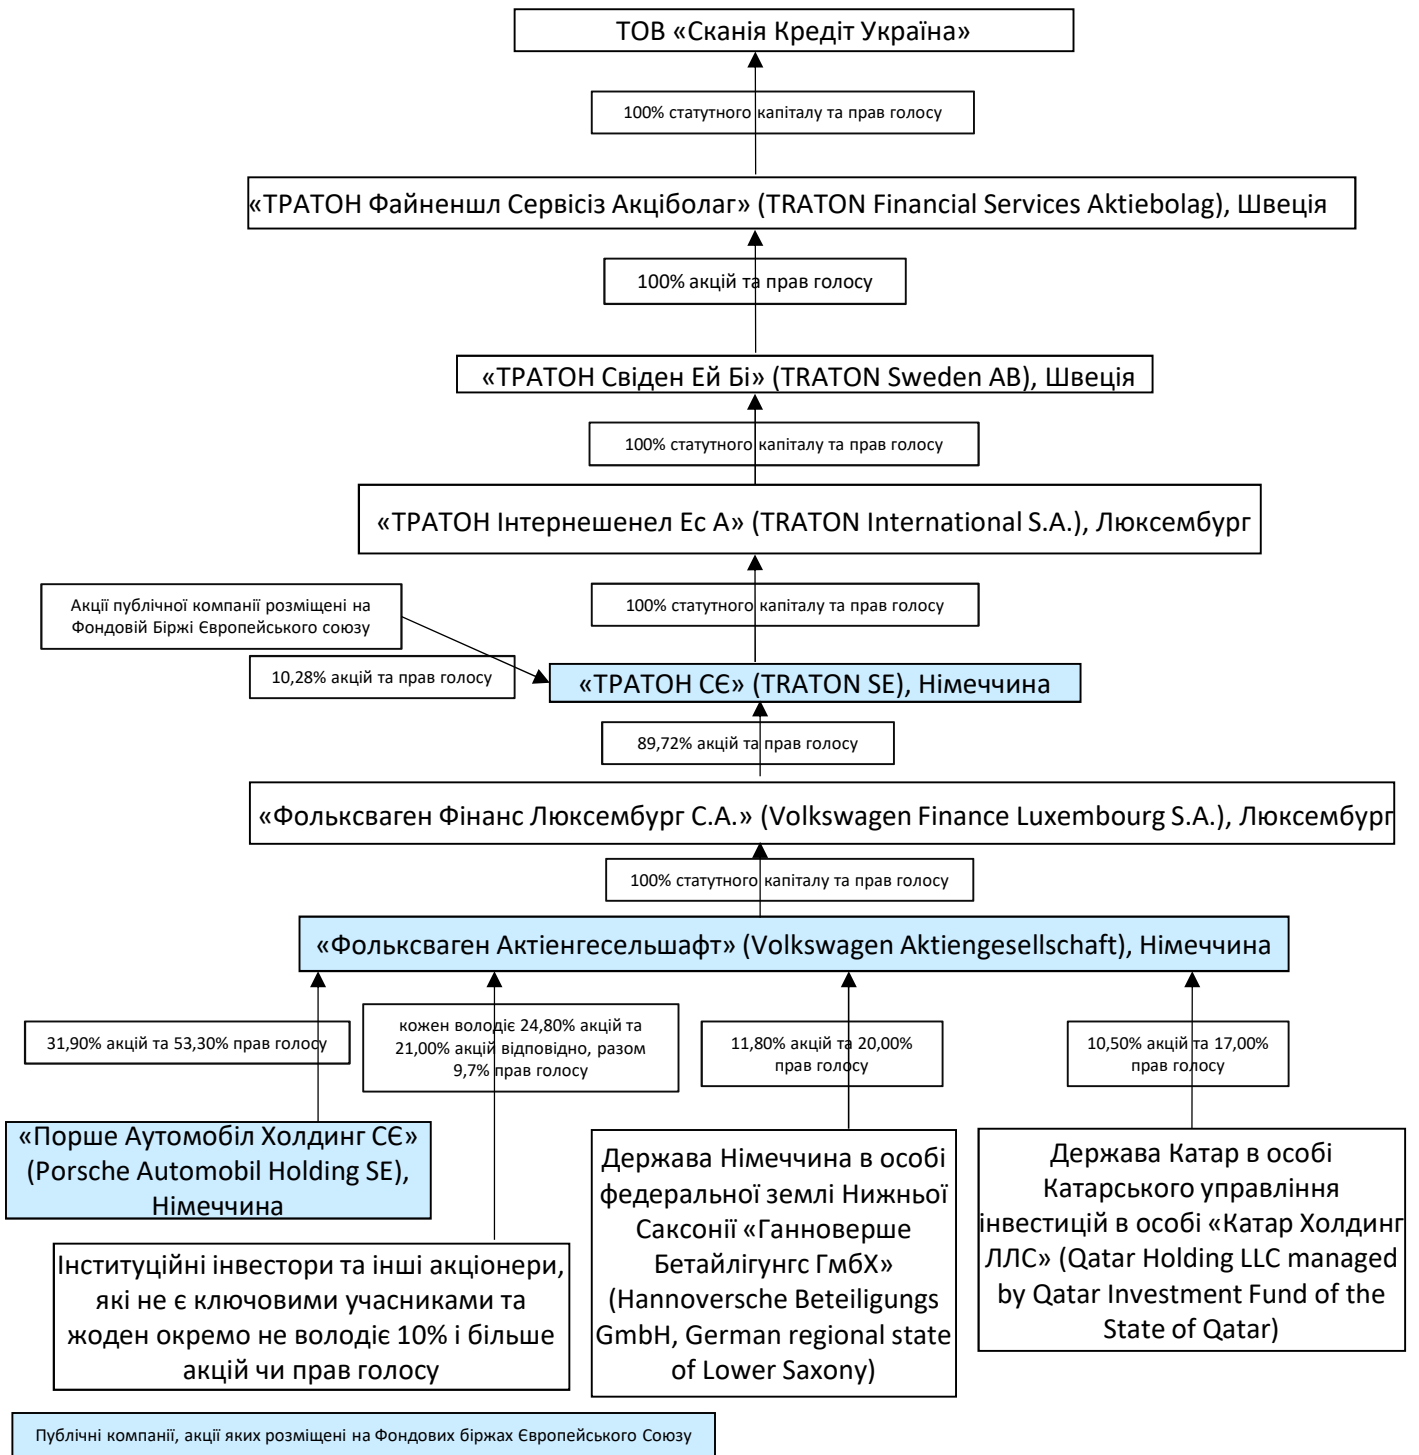 ТОВ «Сканія Кредіт Україна»
100% статутного капіталу та прав голосу
«ТРАТОН Файненшл Сервісіз Акціболаг» (TRATON Financial Services Aktiebolag), Швеція
100% акцій та прав голосу
«ТРАТОН Свіден Ей Бі» (TRATON Sweden AB), Швеція
100% статутного капіталу та прав голосу
«ТРАТОН Інтернешенел Ес А» (TRATON International S.A.), Люксембург
Акції публічної компанії розміщені на
Фондовій Біржі Європейського союзу
100% статутного капіталу та прав голосу
10,28% акцій та прав голосу
«ТРАТОН СЄ» (TRATON SE), Німеччина
89,72% акцій та прав голосу
«Фольксваген Фінанс Люксембург С.А.» (Volkswagen Finance Luxembourg S.A.), Люксембург
100% статутного капіталу та прав голосу
«Фольксваген Актіенгесельшафт» (Volkswagen Aktiengesellschaft), Німеччина
31,90% акцій та 53,30% прав голосу
кожен володіє 24,80% акцій та
21,00% акцій відповідно, разом
9,7% прав голосу
11,80% акцій та 20,00%
прав голосу
10,50% акцій та 17,00%
прав голосу
«Порше Аутомобіл Холдинг СЄ»
(Porsche Automobil Holding SE),
Німеччина
Інституційні інвестори та інші акціонери,
які не є ключовими учасниками та
жоден окремо не володіє 10% і більше
акцій чи прав голосу
Держава Німеччина в особі
федеральної землі Нижньої
Саксонії «Ганноверше
Бетайлігунгс ГмбХ»
(Hannoversche Beteiligungs
GmbH, German regional state
of Lower Saxony)
Держава Катар в особі
Катарського управління
інвестицій в особі «Катар Холдинг
ЛЛС» (Qatar Holding LLC managed
by Qatar Investment Fund of the
State of Qatar)
Публічні компанії, акції яких розміщені на Фондових біржах Європейського Союзу